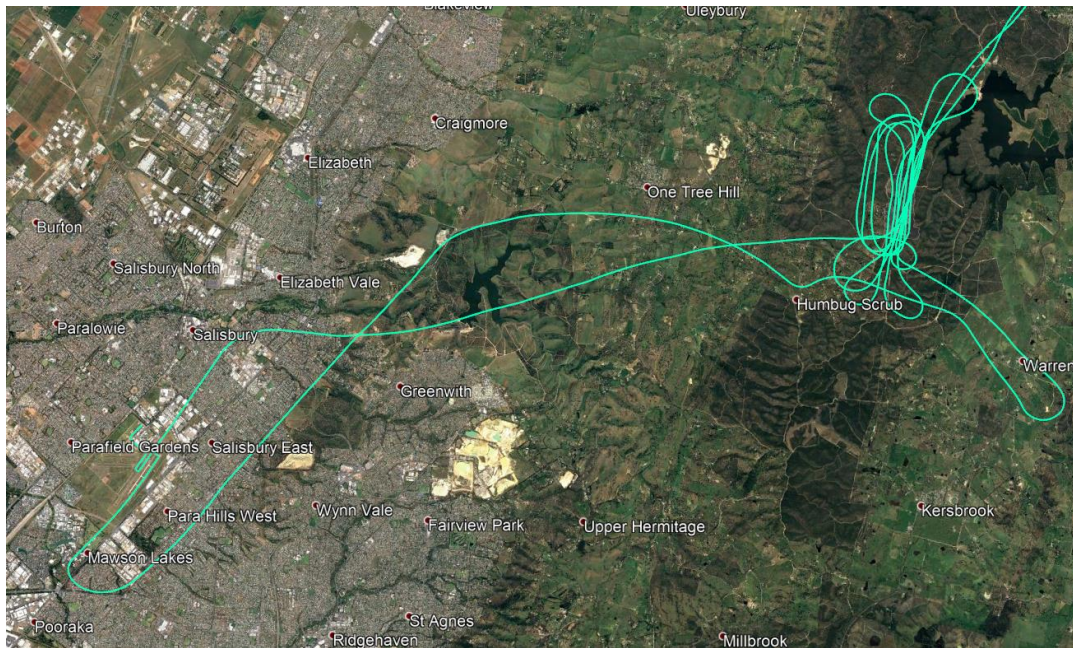 Blakeview
Uleybury
Craigmore
Elizabeth
One Tree Hill
Burton
Salisbury North
Elizabeth Vale
Humbug Scrub
Paralowie
Salisbury
Warren
Greenwith
Parafield Gardens
Salisbury East
Para Hills West
Wynn Vale
Fairview Park
Upper Hermitage
Kersbrook
Mawson Lakes
Pooraka
St Agnes
Ridgehaven
Millbrook